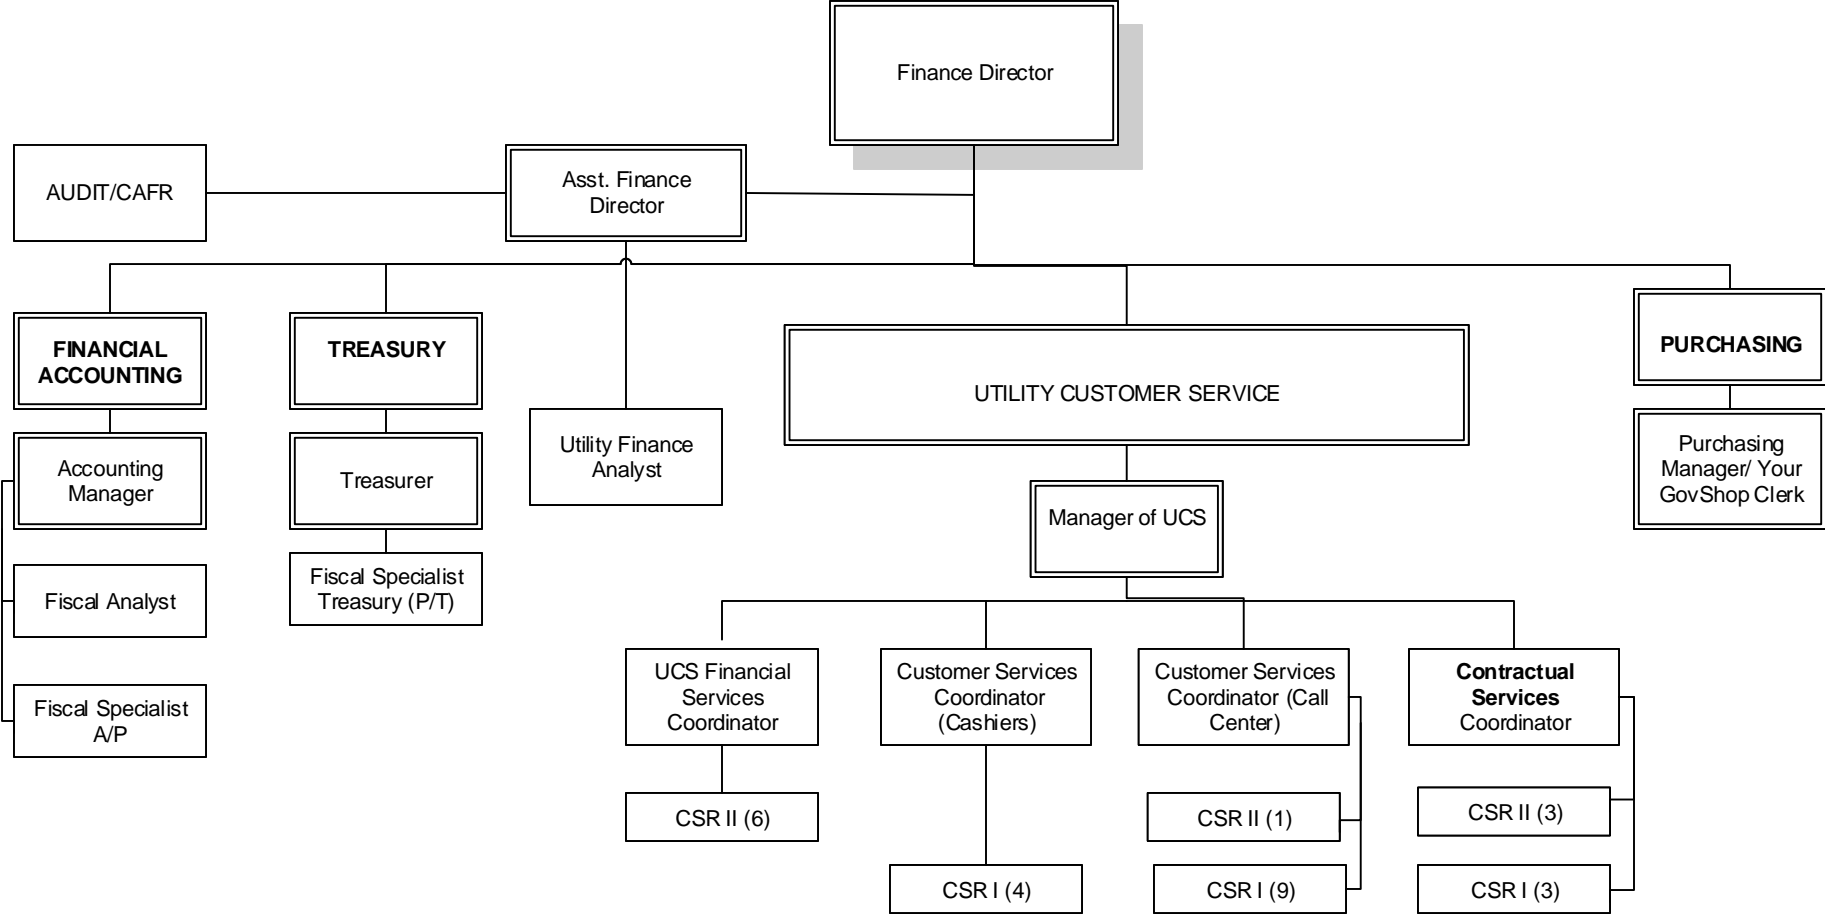 Finance Director
AUDIT/CAFR
Asst. Finance
Director
FINANCIAL
ACCOUNTING
TREASURY
UTILITY CUSTOMER SERVICE
PURCHASING
Accounting
Manager
Treasurer
Utility Finance
Analyst
Purchasing
Manager/ Your
GovShop Clerk
Manager of UCS
Fiscal Analyst
Fiscal Specialist
Treasury (P/T)
Fiscal Specialist
A/P
UCS Financial
Services
Coordinator
Customer Services
Coordinator
(Cashiers)
Customer Services
Coordinator (Call
Center)
Contractual
Services
Coordinator
CSR II (6)
CSR II (1)
CSR II (3)
CSR I (4)
CSR I (9)
CSR I (3)